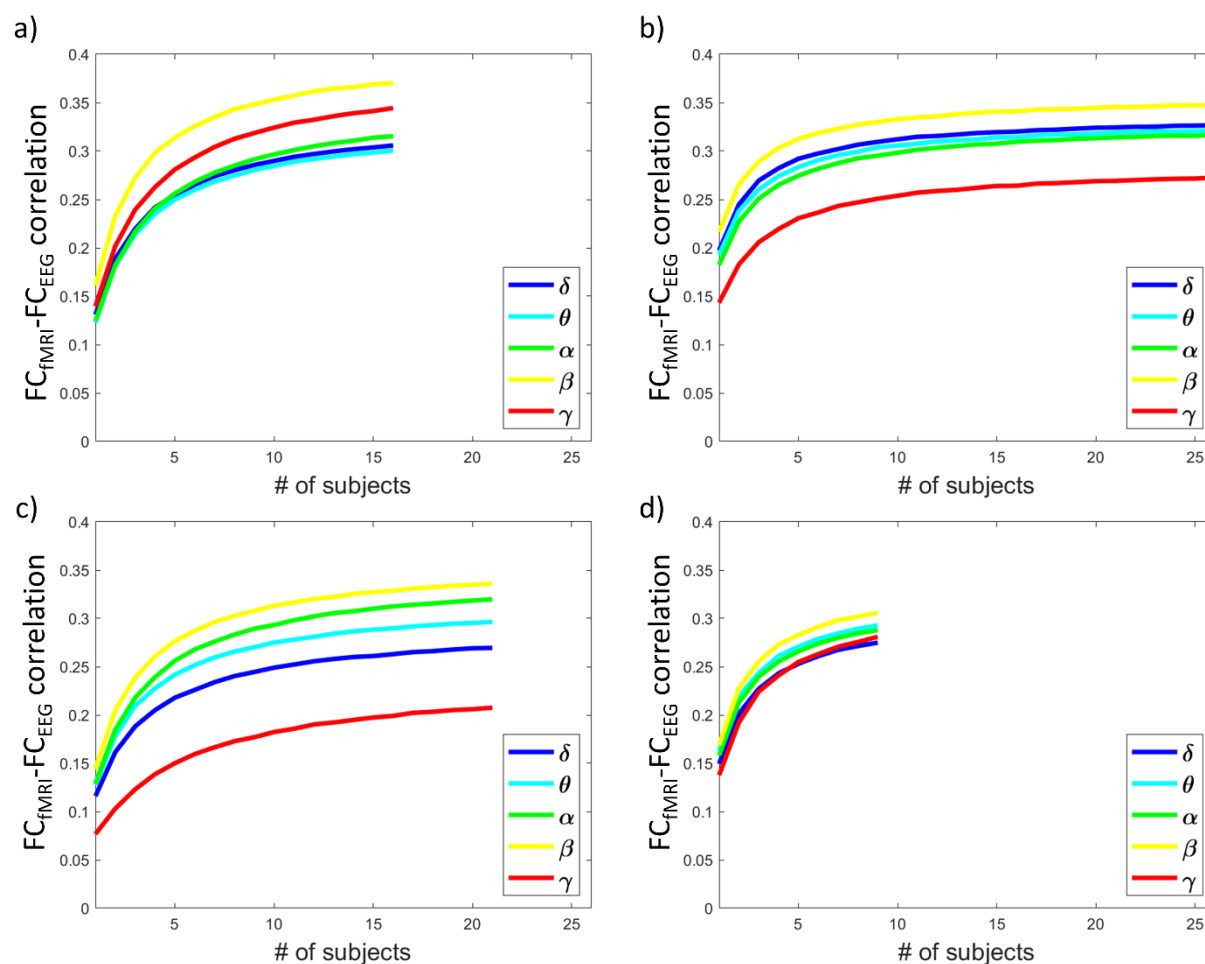 a)
0.4
0.35
0.3
0.25
0.2
0.15
0.1
0.05
0
5
10
15
20
25
FCfMRI-FCEEG correlation
# of subjects
δ
θ
α
β
γ
b)
0.4
0.35
0.3
0.25
0.2
0.15
0.1
0.05
0
5
10
15
20
25
FCfMRI-FCEEG correlation
# of subjects
δ
θ
α
β
γ
c)
0.4
0.35
0.3
0.25
0.2
0.15
0.1
0.05
0
5
10
15
20
25
FCfMRI-FCEEG correlation
# of subjects
δ
θ
α
β
γ
d)
0.4
0.35
0.3
0.25
0.2
0.15
0.1
0.05
0
5
10
15
20
25
FCfMRI-FCEEG correlation
# of subjects
δ
θ
α
β
γ